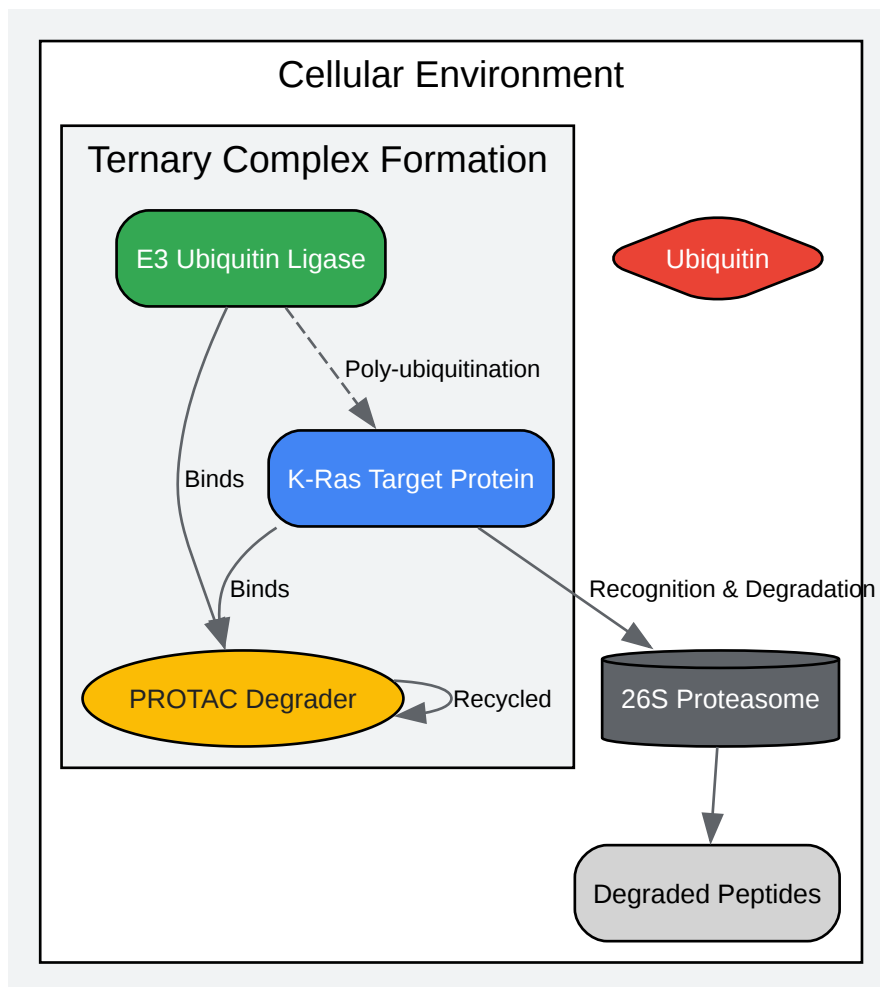 Cellular Environment
Ternary Complex Formation
E3 Ubiquitin Ligase
Ubiquitin
Poly-ubiquitination
Binds
K-Ras Target Protein
Binds
Recognition & Degradation
PROTAC Degrader
Recycled
26S Proteasome
Degraded Peptides